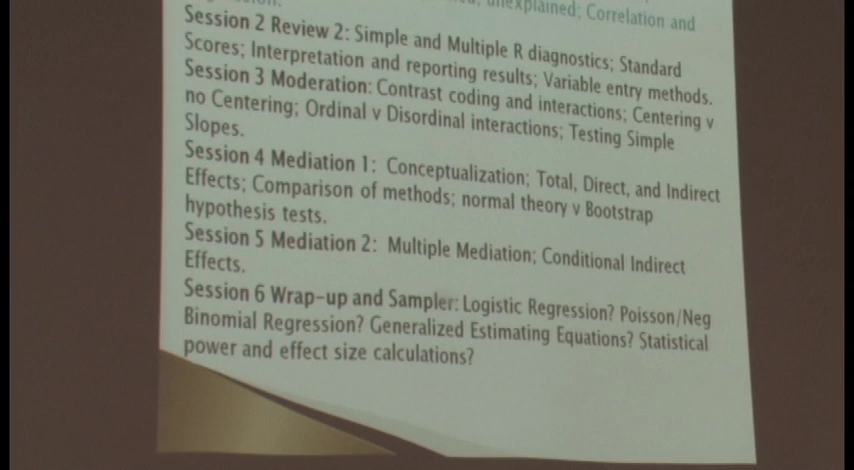 unexplained; Correlation and
Session 2 Review 2: Simple and Multiple R diagnostics; Standard
Scores; Interpretation and reporting results; Variable entry methods.
Session 3 Moderation: Contrast coding and interactions; Centering v
no Centering; Ordinal v Disordinal interactions; Testing Simple
Slopes.
Session 4 Mediation 1: Conceptualization; Total, Direct, and Indirect
Effects; Comparison of methods; normal theory v Bootstrap
hypothesis tests.
Session 5 Mediation 2: Multiple Mediation; Conditional Indirect
Effects.
Session 6 Wrap-up and Sampler: Logistic Regression? Poisson/Neg
Binomial Regression? Generalized Estimating Equations? Statistical
power and effect size calculations?